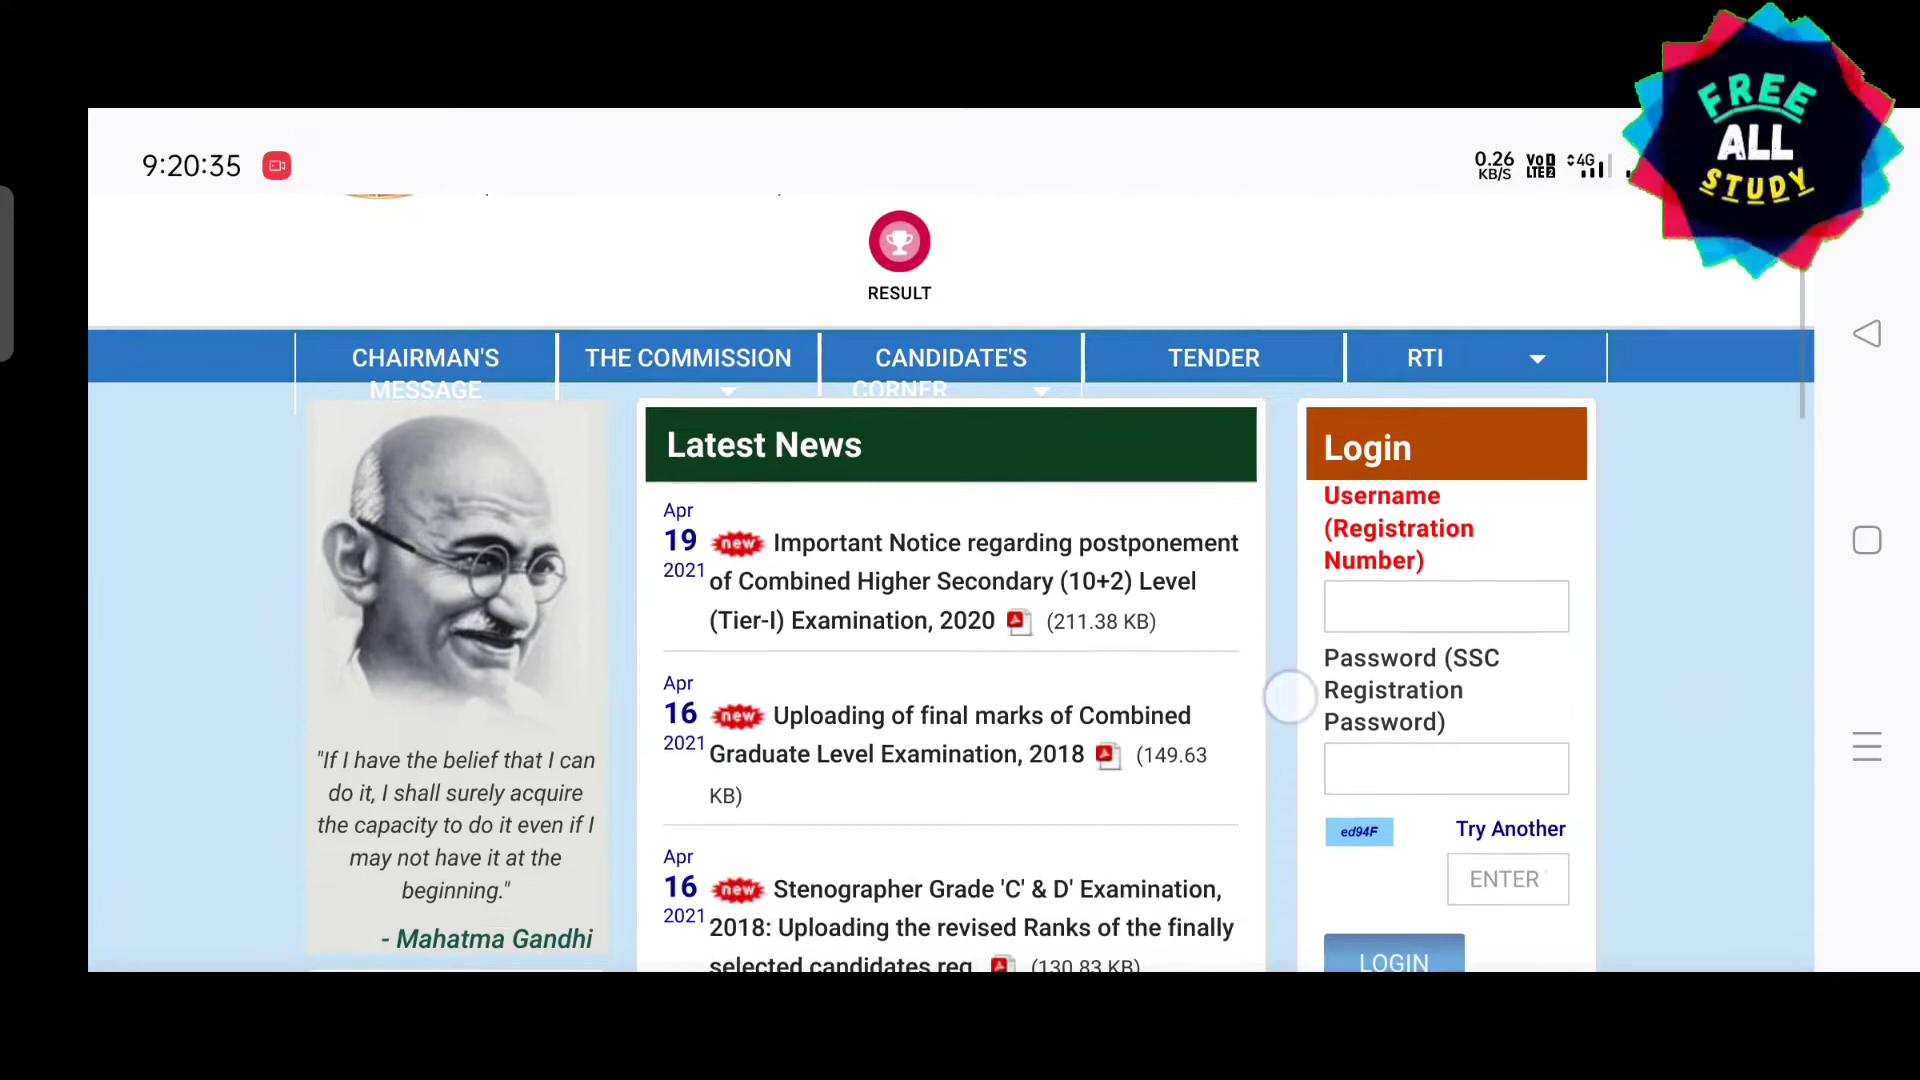 FREE
ALL
STUDY
9:20:35
0.26
KB/S
VoD
LTE2
4G
RESULT
CHAIRMAN'S
MESSAGE
THE COMMISSION
CANDIDATE'S
CORNER
TENDER
RTI
"If I have the belief that I can
do it, I shall surely acquire
the capacity to do it even if I
may not have it at the
beginning."
- Mahatma Gandhi
Latest News
Apr
19
2021
new Important Notice regarding postponement
of Combined Higher Secondary (10+2) Level
(Tier-I) Examination, 2020 (211.38 KB)
Apr
16
2021
new Uploading of final marks of Combined
Graduate Level Examination, 2018 (149.63
KB)
Apr
16
2021
new Stenographer Grade 'C' & D' Examination,
2018: Uploading the revised Ranks of the finally
selected candidates reg. (130.83 KB)
Login
Username
(Registration
Number)
Password (SSC
Registration
Password)
ed94F
Try Another
ENTER
LOGIN